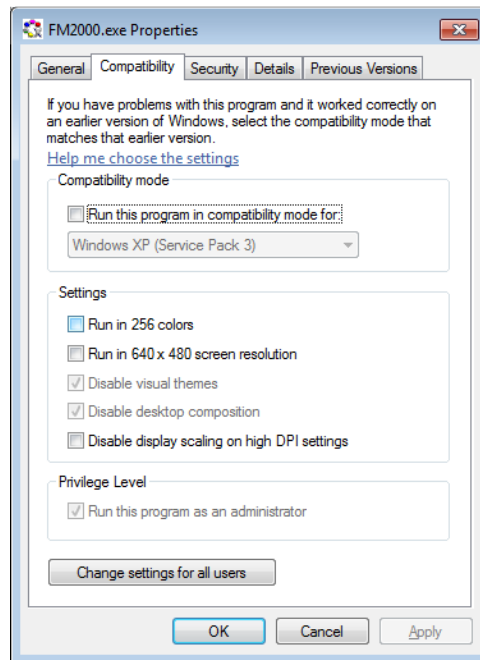 FM2000.exe Properties
General Compatibility Security Details Previous Versions
If you have problems with this program and it worked correctly on
an earlier version of Windows, select the compatibility mode that
matches that earlier version.
Help me choose the settings
Compatibility mode
Run this program in compatibility mode for:
Windows XP (Service Pack 3)
Settings
Run in 256 colors
Run in 640 x 480 screen resolution
Disable visual themes
Disable desktop composition
Disable display scaling on high DPI settings
Privilege Level
Run this program as an administrator
Change settings for all users
OK Cancel Apply